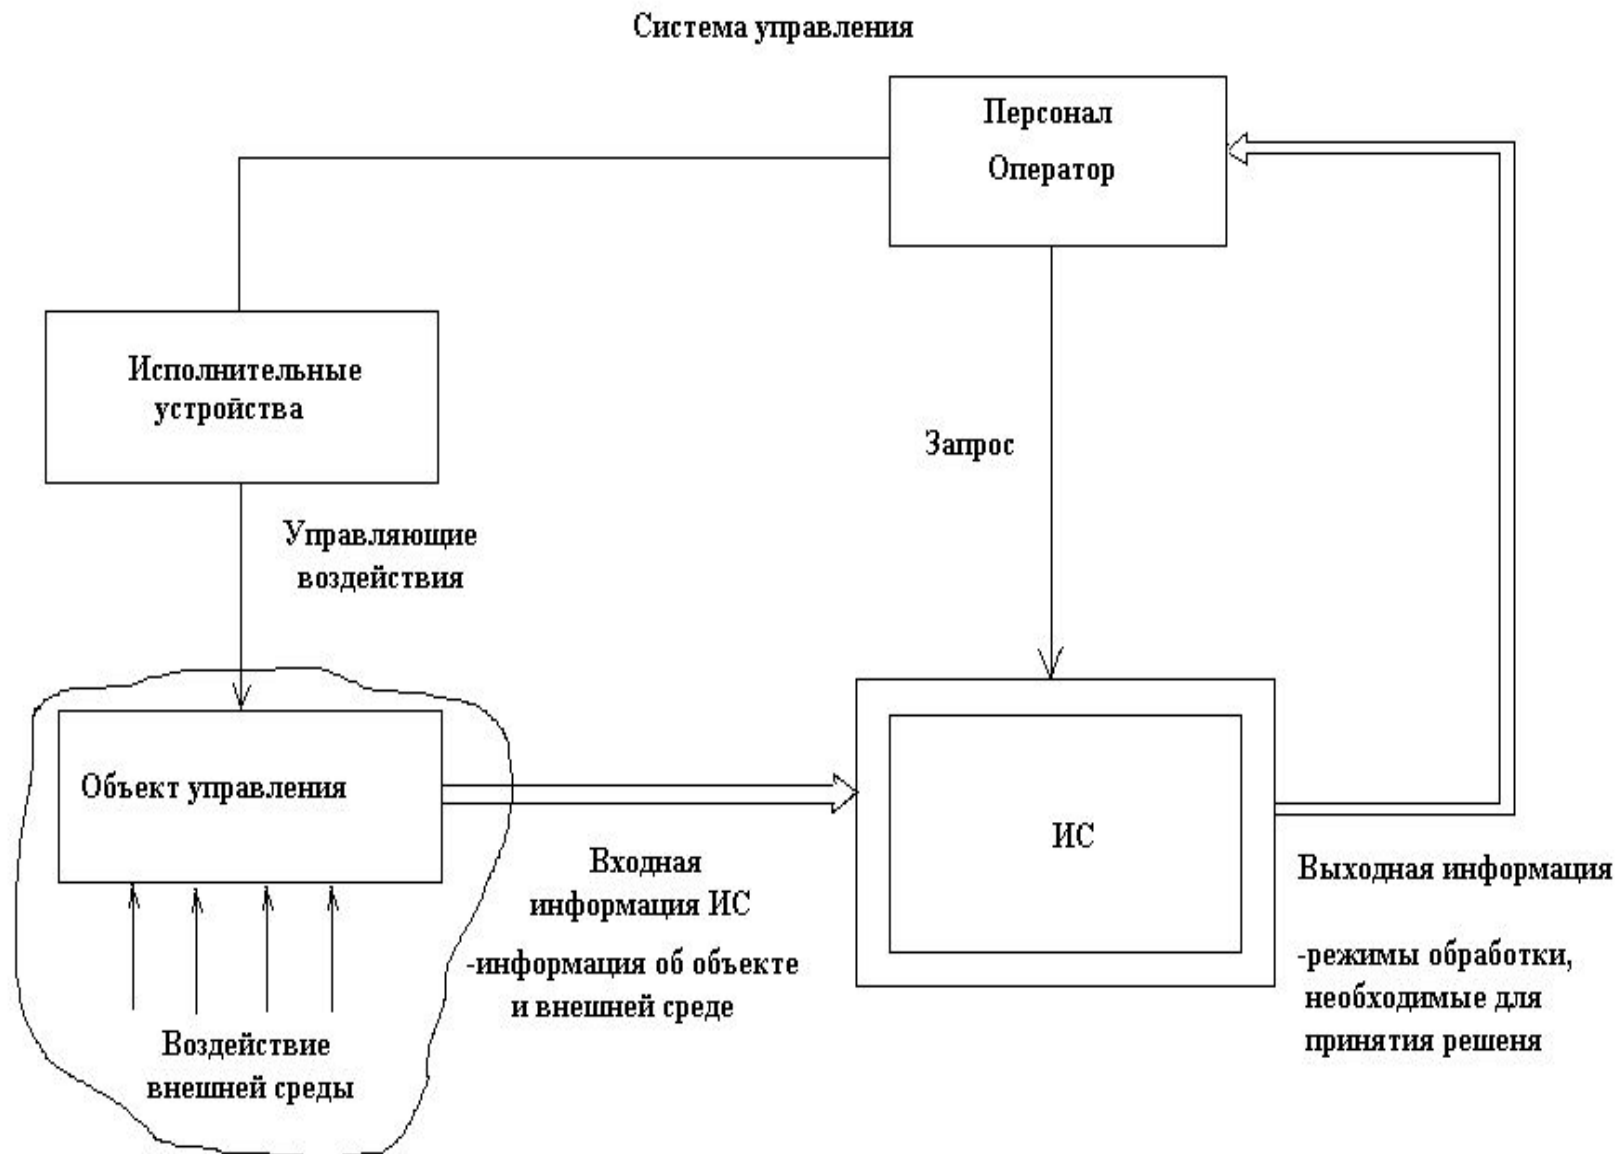 Система управления
Персонал
Оператор
Исполнительные
устройства
Запрос
Управляющие
воздействия
Объект управления
ИС
Входная
информация ИС
-информация об объекте
и внешней среде
Выходная информация
-режимы обработки,
необходимые для
принятия решеня
Воздействие
внешней среды